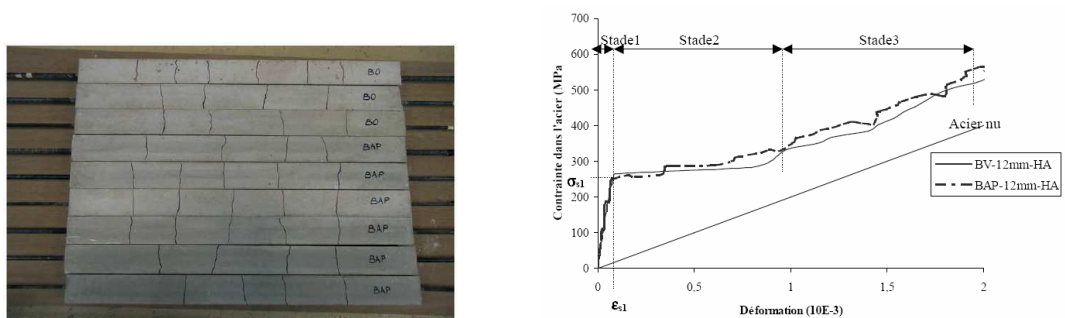 BO
BO
BO
BAP
BAP
BAP
BAP
BAP
BAP
700
600
500
400
300
200
100
0
Contrainte dans l'acier (MPa
Stade1
Stade2
Stade3
σs1
εs1
Acier nu
BV-12mm-HA
BAP-12mm-HA
0
0,5
1
1,5
2
Déformation (10E-3)